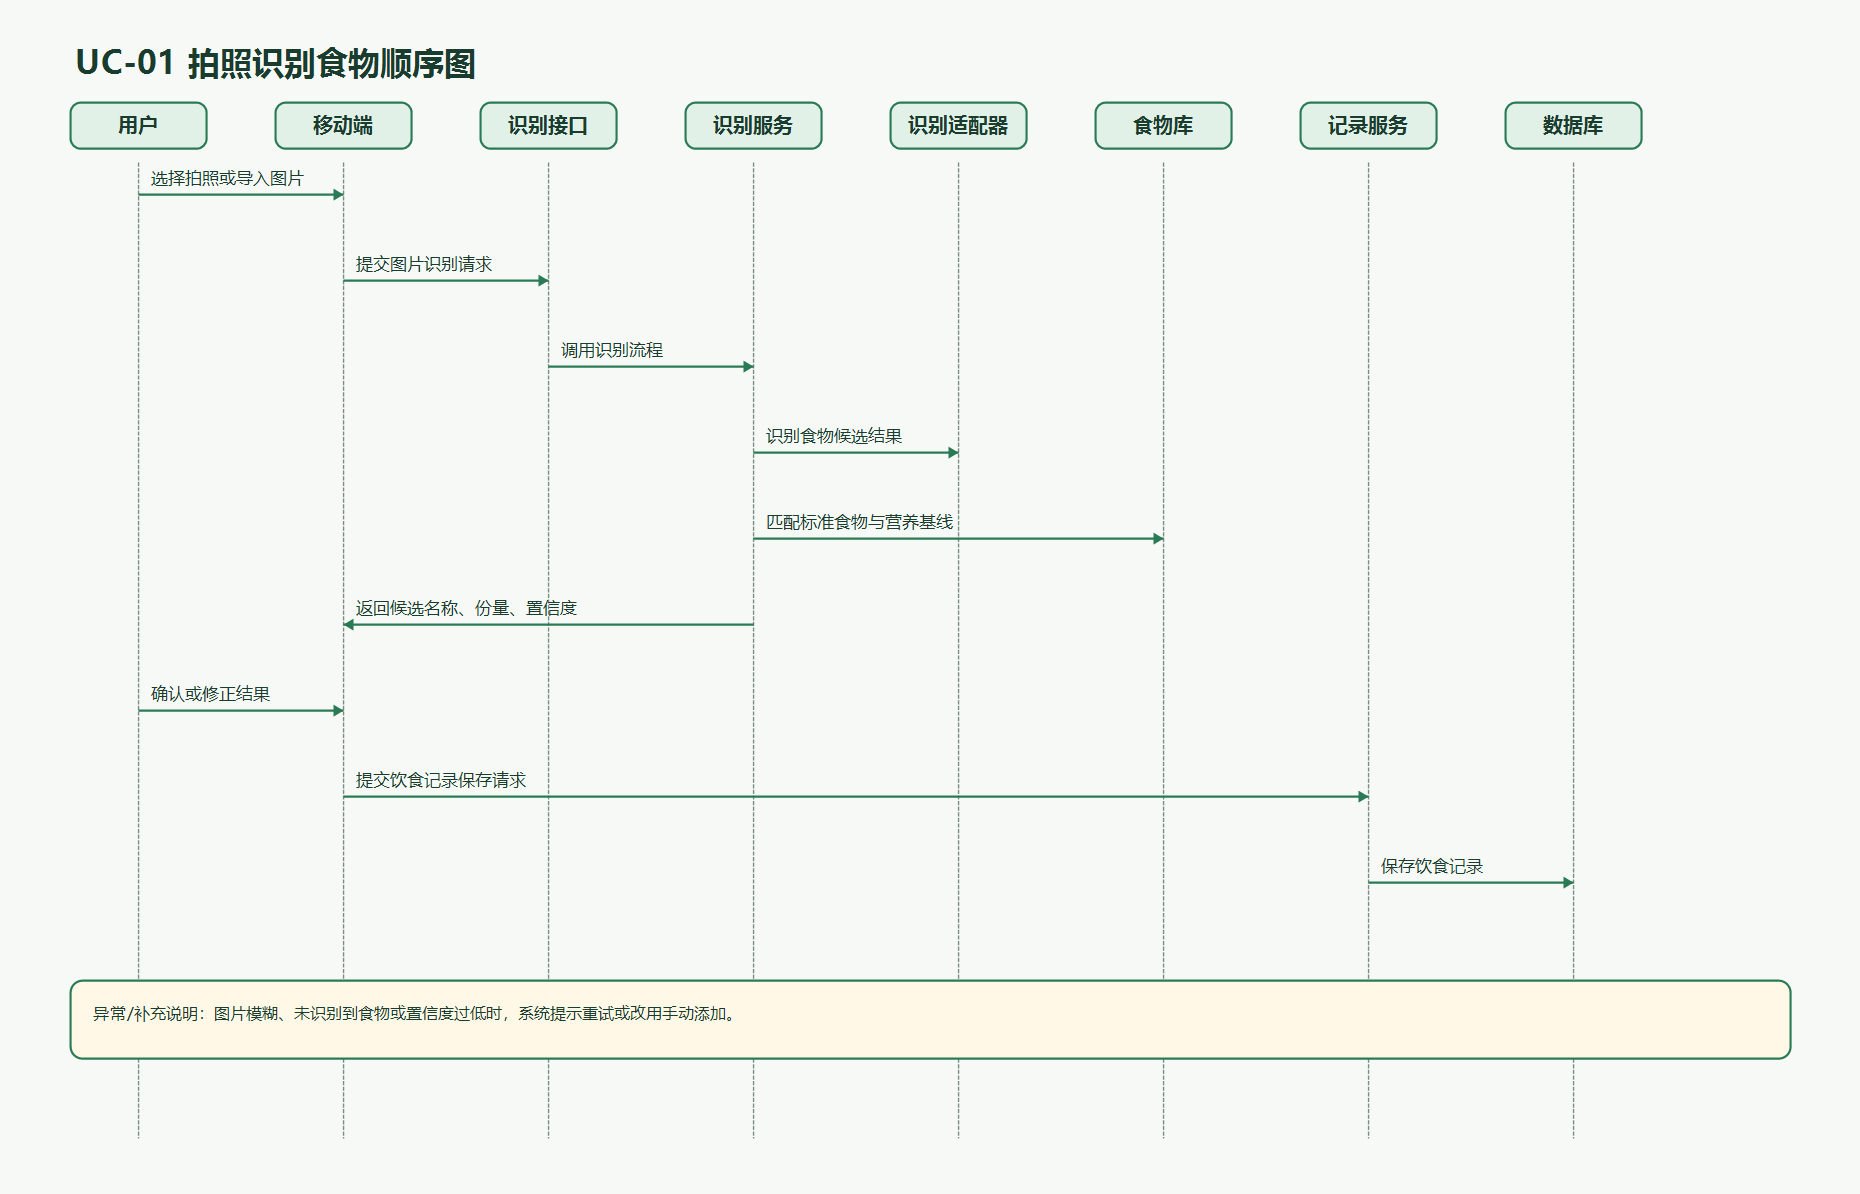 UC-01 拍照识别食物顺序图
用户
移动端
识别接口
识别服务
识别适配器
食物库
记录服务
数据库
选择拍照或导入图片
提交图片识别请求
调用识别流程
识别食物候选结果
匹配标准食物与营养基线
返回候选名称、份量、置信度
确认或修正结果
提交饮食记录保存请求
保存饮食记录
异常/补充说明：图片模糊、未识别到食物或置信度过低时，系统提示重试或改用手动添加。